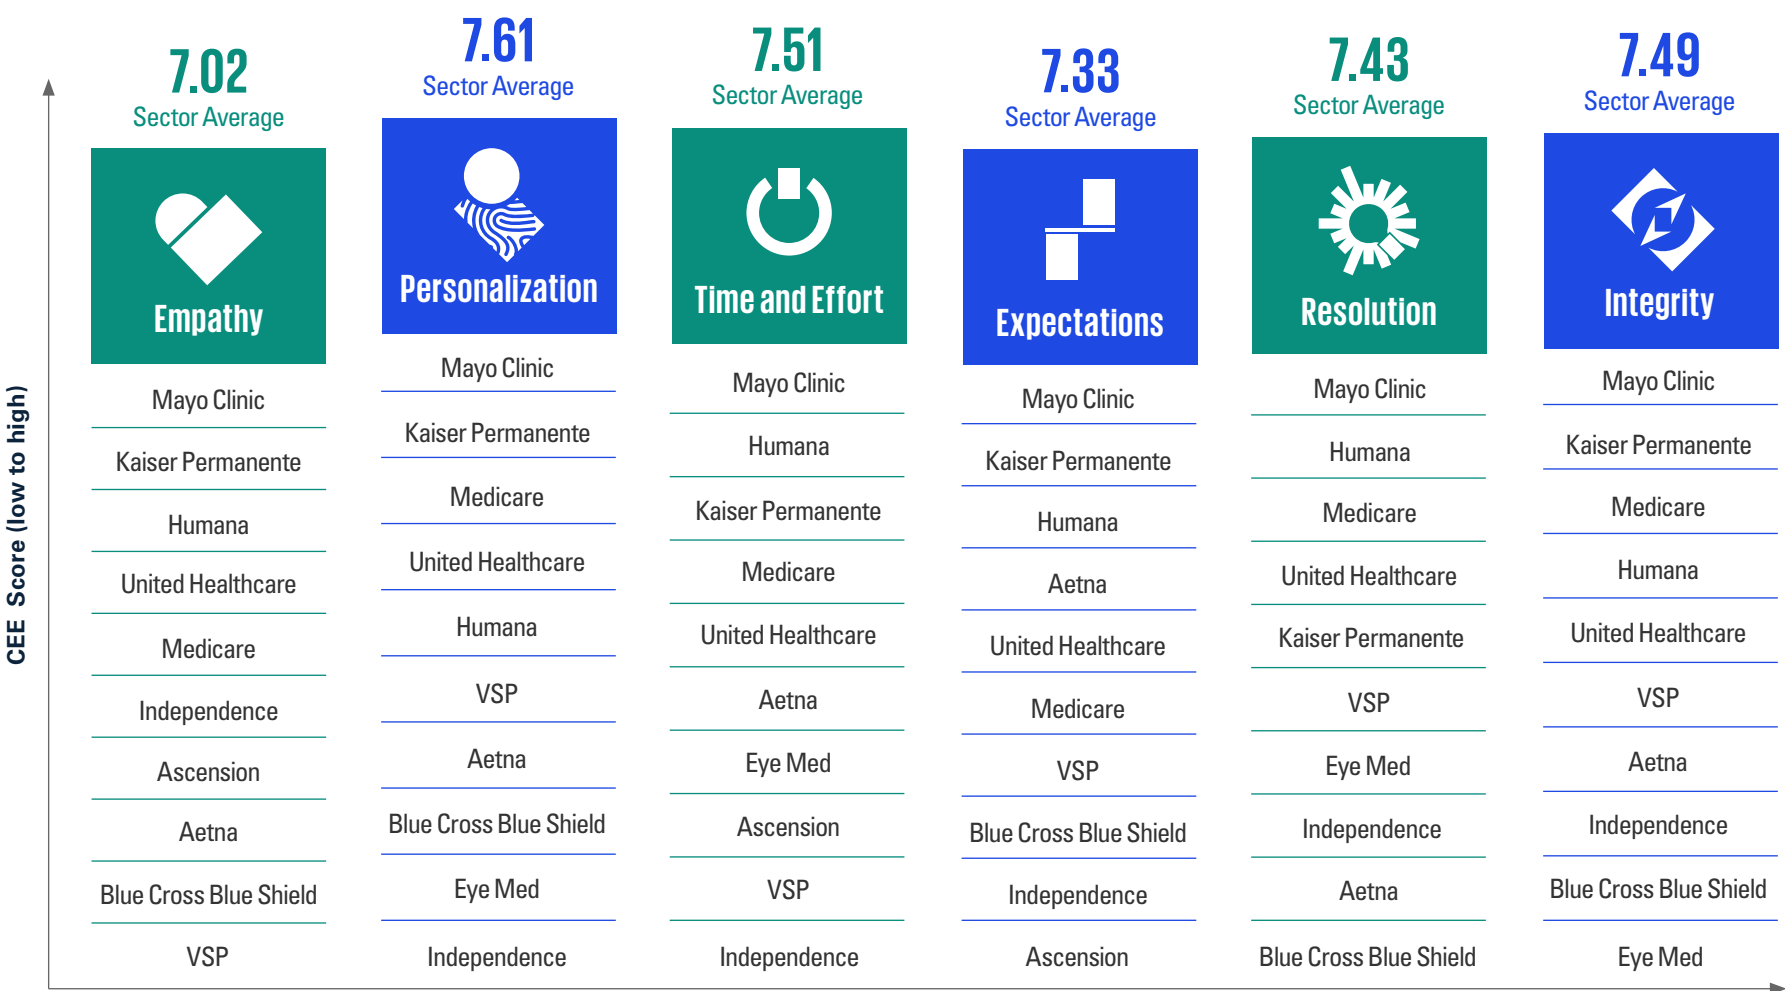 CEE Score (low to high)
7.02
Sector Average
Empathy
Mayo Clinic
Kaiser Permanente
Humana
United Healthcare
Medicare
Independence
Ascension
Aetna
Blue Cross Blue Shield
VSP
7.61
Sector Average
Personalization
Mayo Clinic
Kaiser Permanente
Medicare
United Healthcare
Humana
VSP
Aetna
Blue Cross Blue Shield
Eye Med
Independence
7.51
Sector Average
Time and Effort
Mayo Clinic
Humana
Kaiser Permanente
Medicare
United Healthcare
Aetna
Eye Med
Ascension
VSP
Independence
7.33
Sector Average
Expectations
Mayo Clinic
Kaiser Permanente
Humana
Aetna
United Healthcare
Medicare
VSP
Blue Cross Blue Shield
Independence
Ascension
7.43
Sector Average
Resolution
Mayo Clinic
Humana
Medicare
United Healthcare
Kaiser Permanente
VSP
Eye Med
Independence
Aetna
Blue Cross Blue Shield
7.49
Sector Average
Integrity
Mayo Clinic
Kaiser Permanente
Medicare
Humana
United Healthcare
VSP
Aetna
Independence
Blue Cross Blue Shield
Eye Med